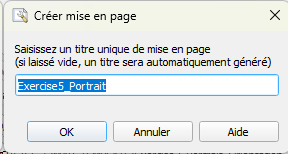 Créer mise en page
Saisissez un titre unique de mise en page
(si laissé vide, un titre sera automatiquement généré)
Exercise5_Portrait
OK Annuler Aide